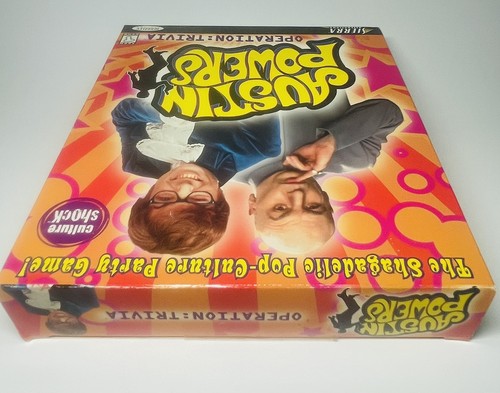 SIERRA
OPERATION: TRIVIA
AUSTIN
POWERS
culture
shock
The Shagadelic Pop-Culture Party Game!
AUSTIN
POWERS
OPERATION: TRIVIA